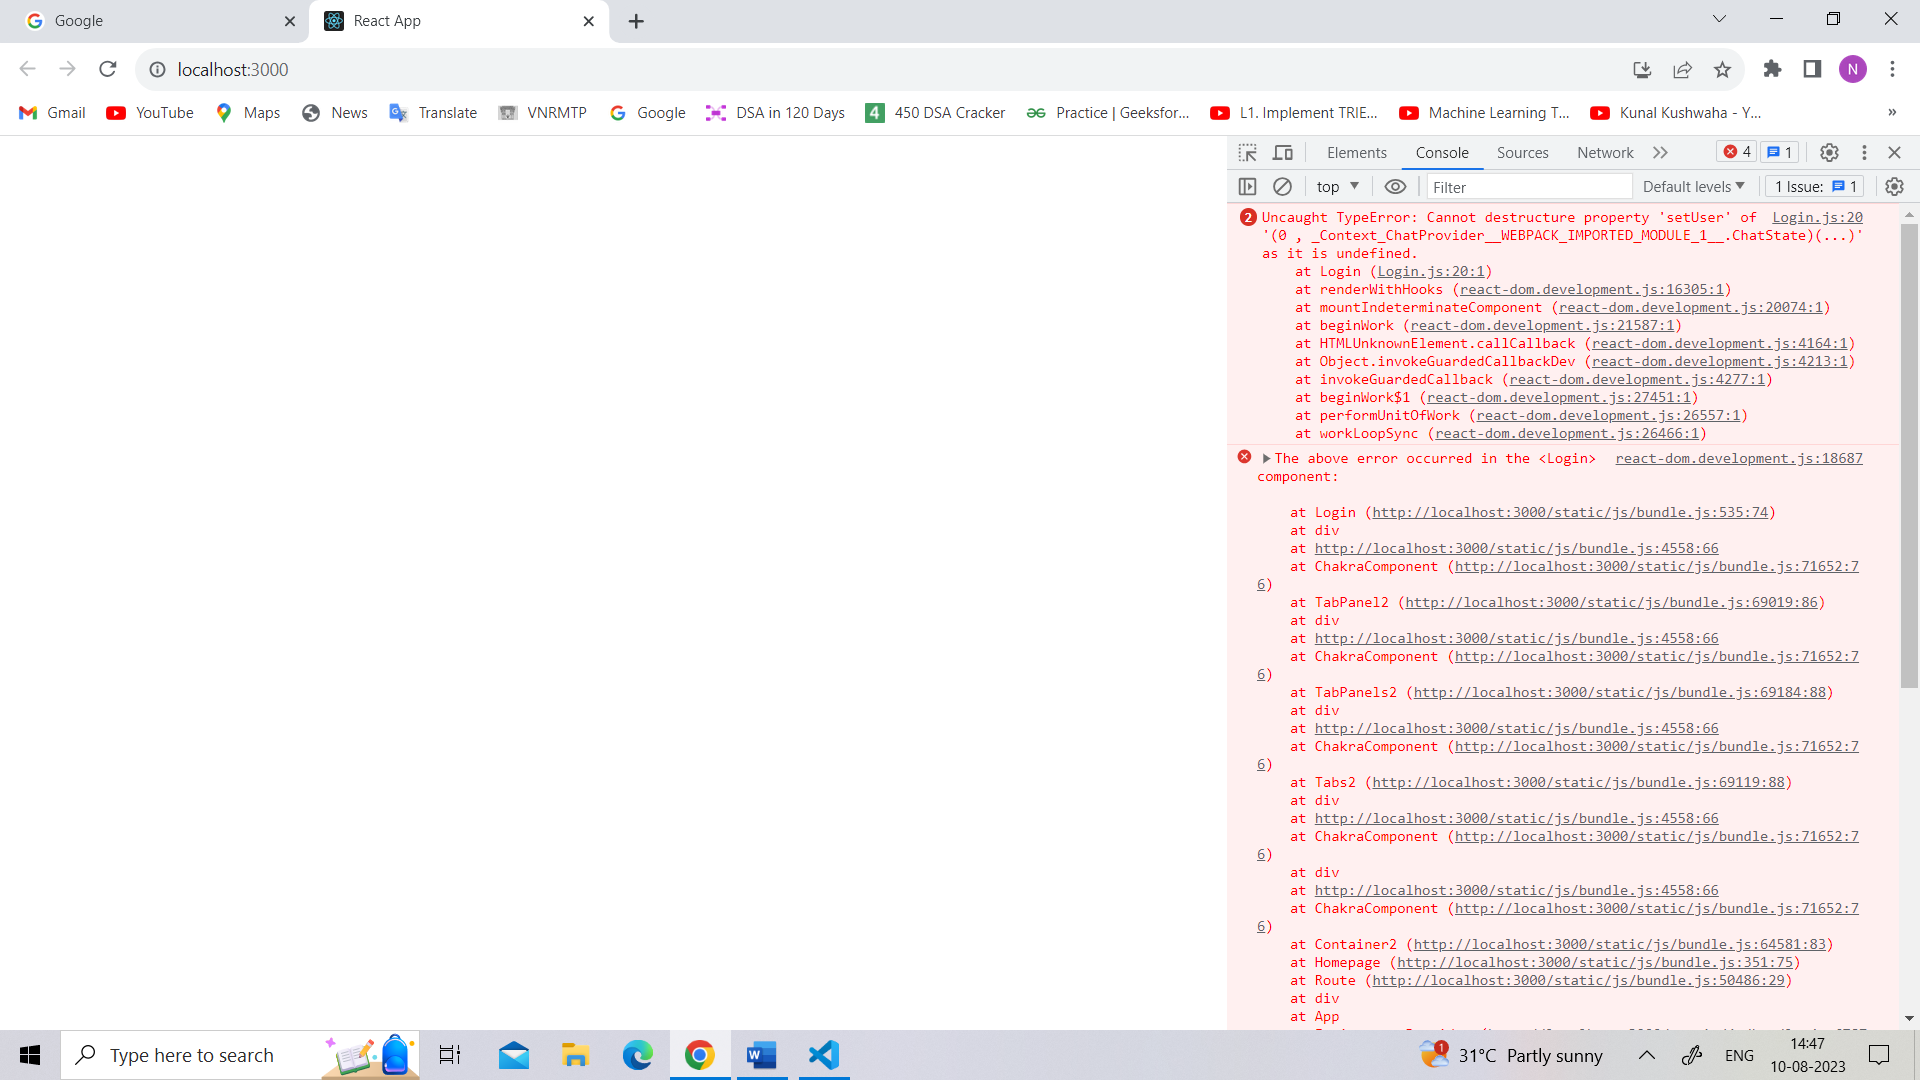 Google
React App
localhost:3000
N
Gmail
YouTube
Maps
News
Translate
VNRMTP
Google
DSA in 120 Days
4
450 DSA Cracker
Practice | Geeksfor...
L1. Implement TRIE...
Machine Learning T...
Kunal Kushwaha - Y...
»
Elements
Console
Sources
Network
4
1
top
Filter
Default levels
1 Issue: 1
2 Uncaught TypeError: Cannot destructure property 'setUser' of Login.js:20
'(0 , _Context_ChatProvider__WEBPACK_IMPORTED_MODULE_1__.ChatState)(...)'
as it is undefined.
at Login (Login.js:20:1)
at renderWithHooks (react-dom.development.js:16305:1)
at mountIndeterminateComponent (react-dom.development.js:20074:1)
at beginWork (react-dom.development.js:21587:1)
at HTMLUnknownElement.callCallback (react-dom.development.js:4164:1)
at Object.invokeGuardedCallbackDev (react-dom.development.js:4213:1)
at invokeGuardedCallback (react-dom.development.js:4277:1)
at beginWork$1 (react-dom.development.js:27451:1)
at performUnitOfWork (react-dom.development.js:26557:1)
at workLoopSync (react-dom.development.js:26466:1)
The above error occurred in the <Login> react-dom.development.js:18687
component:
at Login (http://localhost:3000/static/js/bundle.js:535:74)
at div
at http://localhost:3000/static/js/bundle.js:4558:66
at ChakraComponent (http://localhost:3000/static/js/bundle.js:71652:7
6)
at TabPanel2 (http://localhost:3000/static/js/bundle.js:69019:86)
at div
at http://localhost:3000/static/js/bundle.js:4558:66
at ChakraComponent (http://localhost:3000/static/js/bundle.js:71652:7
6)
at TabPanels2 (http://localhost:3000/static/js/bundle.js:69184:88)
at div
at http://localhost:3000/static/js/bundle.js:4558:66
at ChakraComponent (http://localhost:3000/static/js/bundle.js:71652:7
6)
at Tabs2 (http://localhost:3000/static/js/bundle.js:69119:88)
at div
at http://localhost:3000/static/js/bundle.js:4558:66
at ChakraComponent (http://localhost:3000/static/js/bundle.js:71652:7
6)
at div
at http://localhost:3000/static/js/bundle.js:4558:66
at ChakraComponent (http://localhost:3000/static/js/bundle.js:71652:7
6)
at Container2 (http://localhost:3000/static/js/bundle.js:64581:83)
at Homepage (http://localhost:3000/static/js/bundle.js:351:75)
at Route (http://localhost:3000/static/js/bundle.js:50486:29)
at div
at App
Type here to search
1
31°C Partly sunny
ENG
14:47
10-08-2023